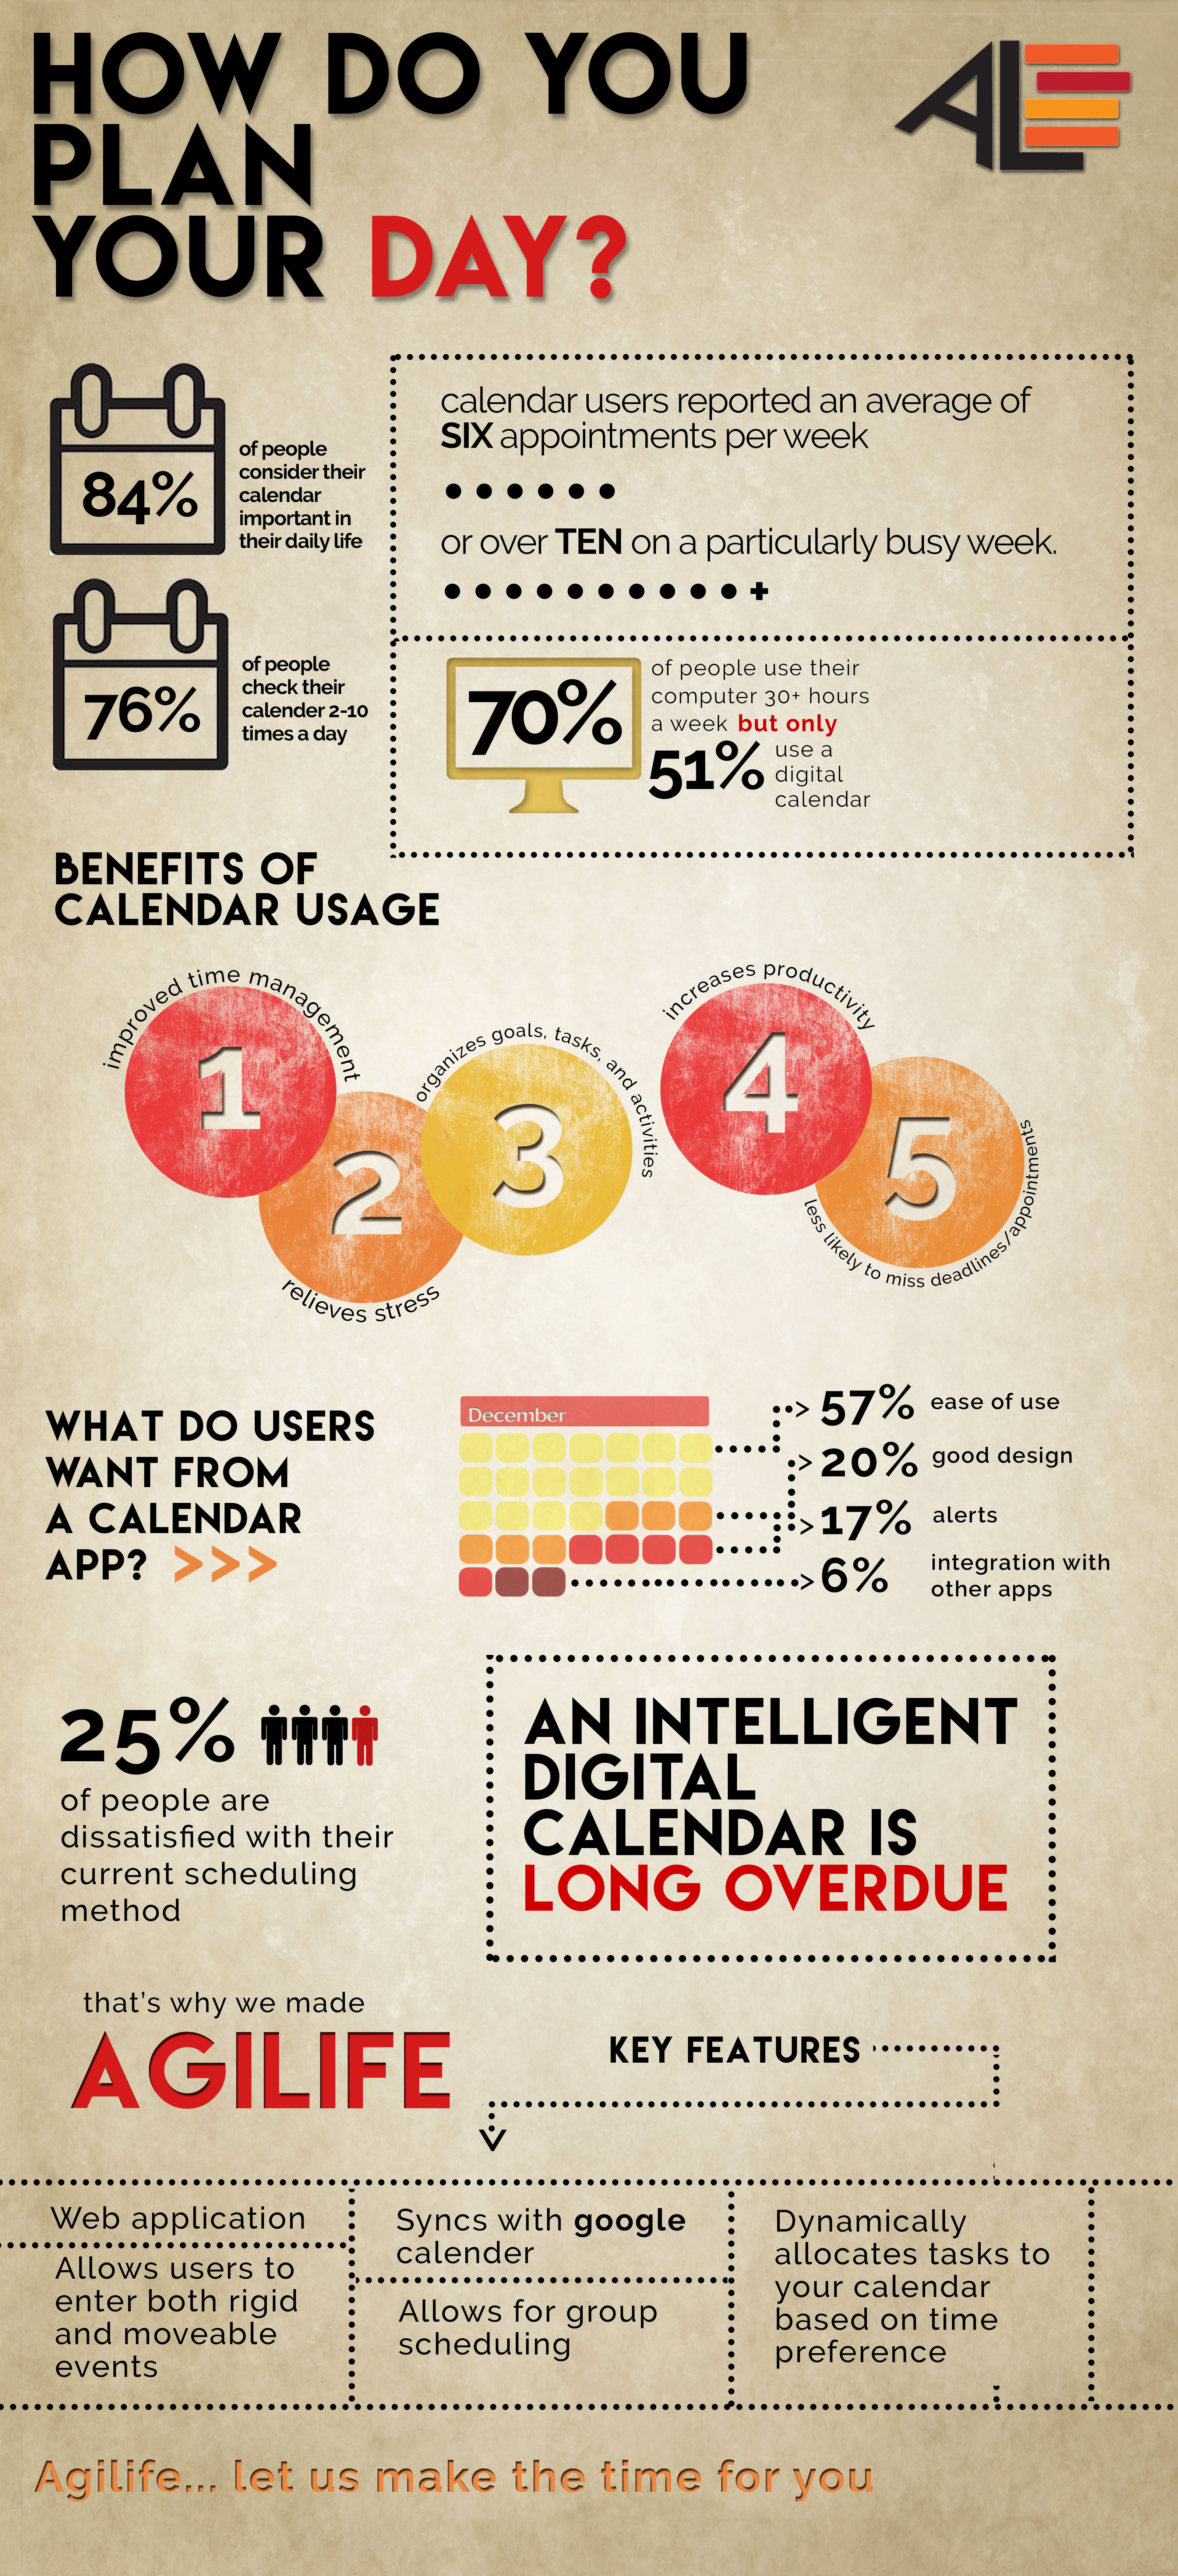 HOW DO YOU
PLAN
YOUR DAY?
ALE
84%
of people
consider their
calendar
important in
their daily life
76%
of people
check their
calender 2-10
times a day
calendar users reported an average of
SIX appointments per week
or over TEN on a particularly busy week.
+
70%
of people use their
computer 30+ hours
a week but only
51%
use a
digital
calendar
BENEFITS OF
CALENDAR USAGE
improved time management
1
2
relieves stress
organizes goals, tasks, and activities
3
increases productivity
4
5
less likely to miss deadlines/appointments
WHAT DO USERS
WANT FROM
A CALENDAR
APP? >>>
December
> 57% ease of use
> 20% good design
> 17% alerts
> 6% integration with
other apps
25%
of people are
dissatisfied with their
current scheduling
method
AN INTELLIGENT
DIGITAL
CALENDAR IS
LONG OVERDUE
that's why we made
AGILIFE
KEY FEATURES
Web application
Allows users to
enter both rigid
and moveable
events
Syncs with google
calender
Allows for group
scheduling
Dynamically
allocates tasks to
your calendar
based on time
preference
Agilife... let us make the time for you